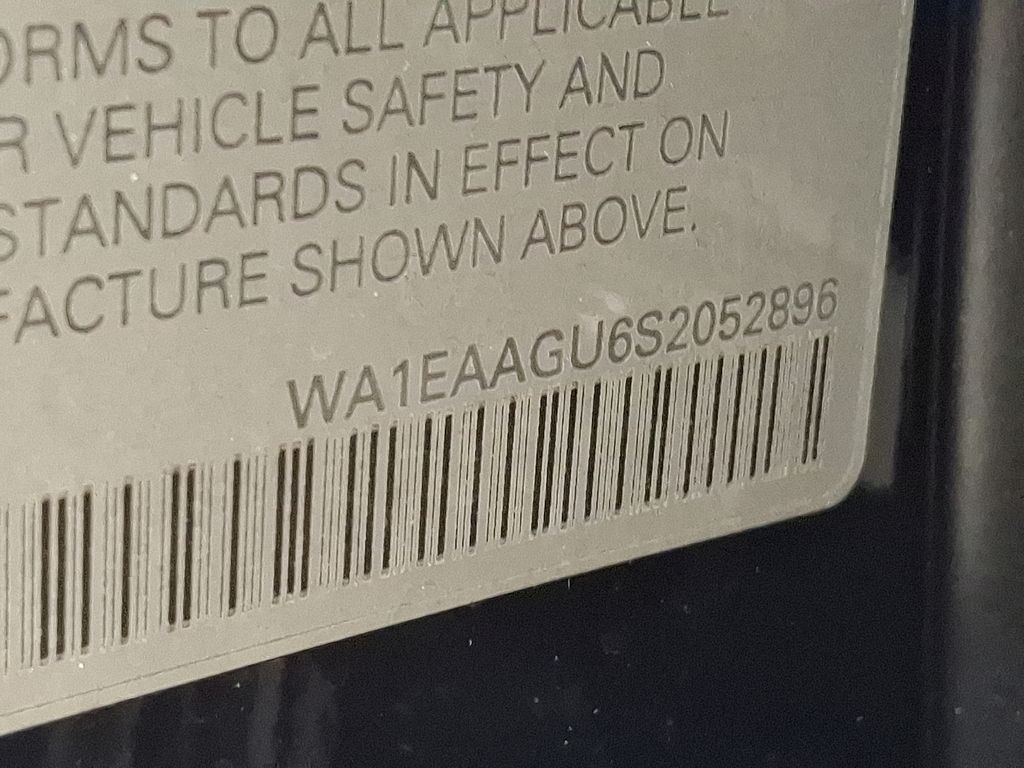 ORMS TO ALL APPLICABLE
R VEHICLE SAFETY AND
STANDARDS IN EFFECT ON
FACTURE SHOWN ABOVE.
WA1EAAGU6S2052896